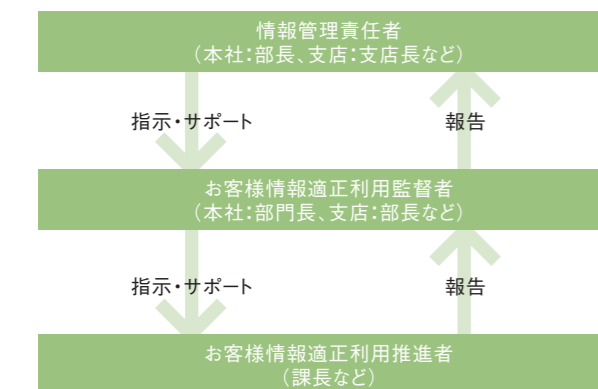 情報管理責任者
（本社：部長、支店：支店長など）
指示・サポート
報告
お客様情報適正利用監督者
（本社：部門長、支店：部長など）
指示・サポート
報告
お客様情報適正利用推進者
（課長など）